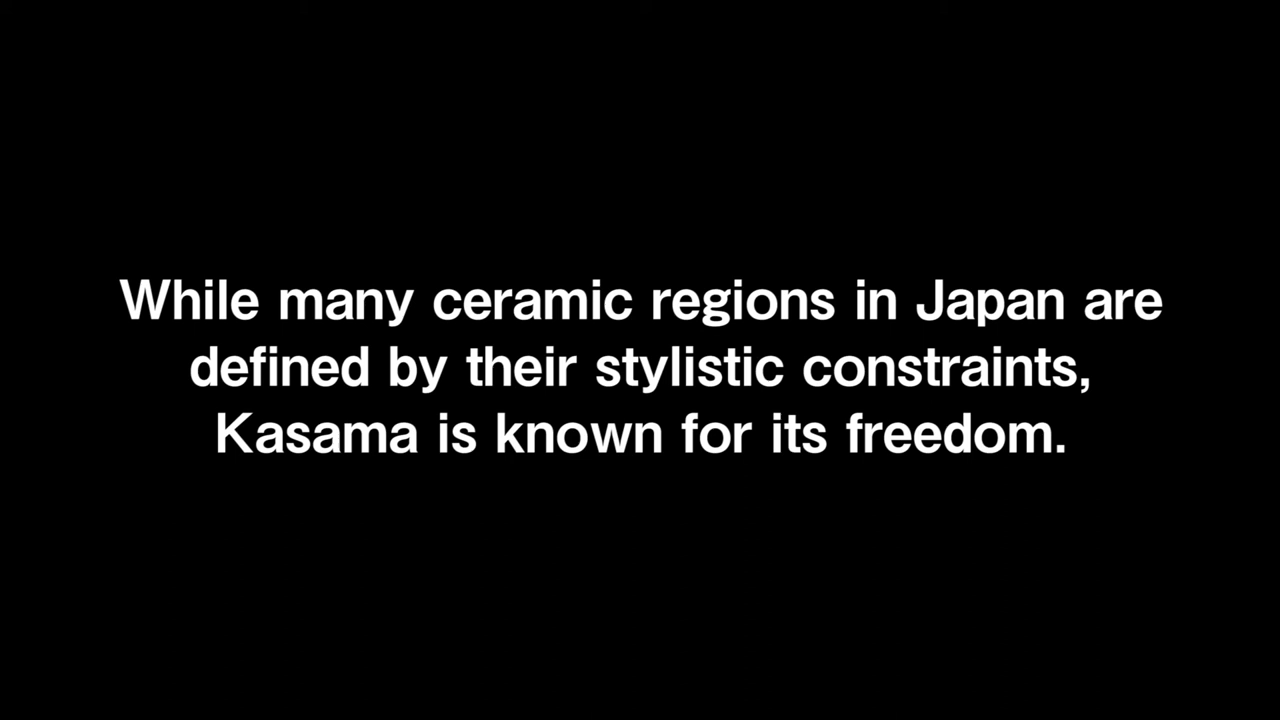 While many ceramic regions in Japan are
defined by their stylistic constraints,
Kasama is known for its freedom.